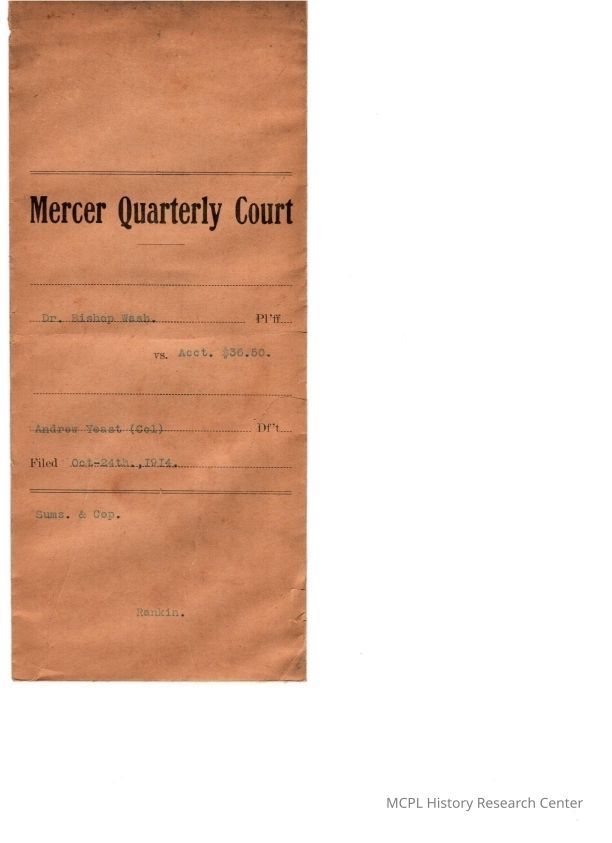 Mercer Quarterly Court
Dr. Bishop Wash. Pl'ff
vs. Acct. $36.50.
Andrew Yeast (Col) Df't
Filed Oct-24th.,1914.
Sums. & Cop.
Rankin.
MCPL History Research Center